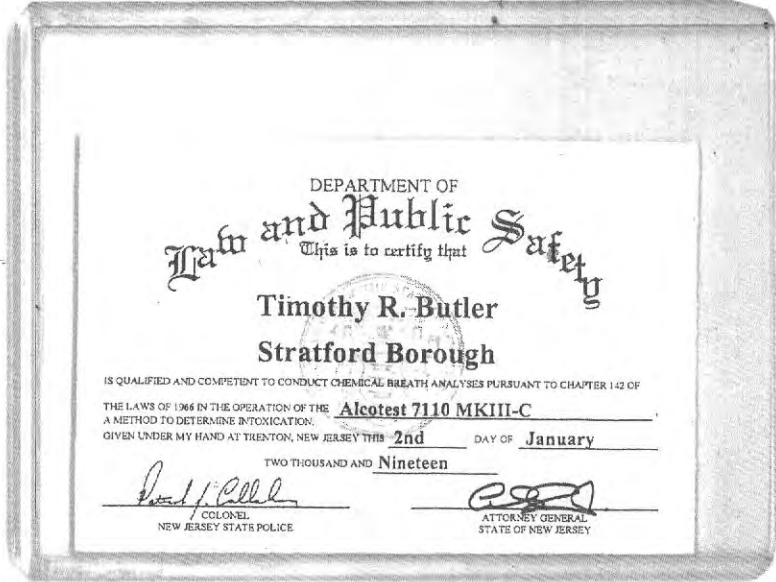 DEPARTMENT OF
Law and Public Safety
This is to certify that
Timothy R. Butler
Stratford Borough
IS QUALIFIED AND COMPETENT TO CONDUCT CHEMICAL BREATH ANALYSES PURSUANT TO CHAPTER 142 OF
THE LAWS OF 1966 IN THE OPERATION OF THE Alcotest 7110 MKIII-C,
A METHOD TO DETERMINE INTOXICATION.
GIVEN UNDER MY HAND AT TRENTON, NEW JERSEY THIS 2nd DAY OF January
TWO THOUSAND AND Nineteen
COLONEL
NEW JERSEY STATE POLICE
ATTORNEY GENERAL
STATE OF NEW JERSEY